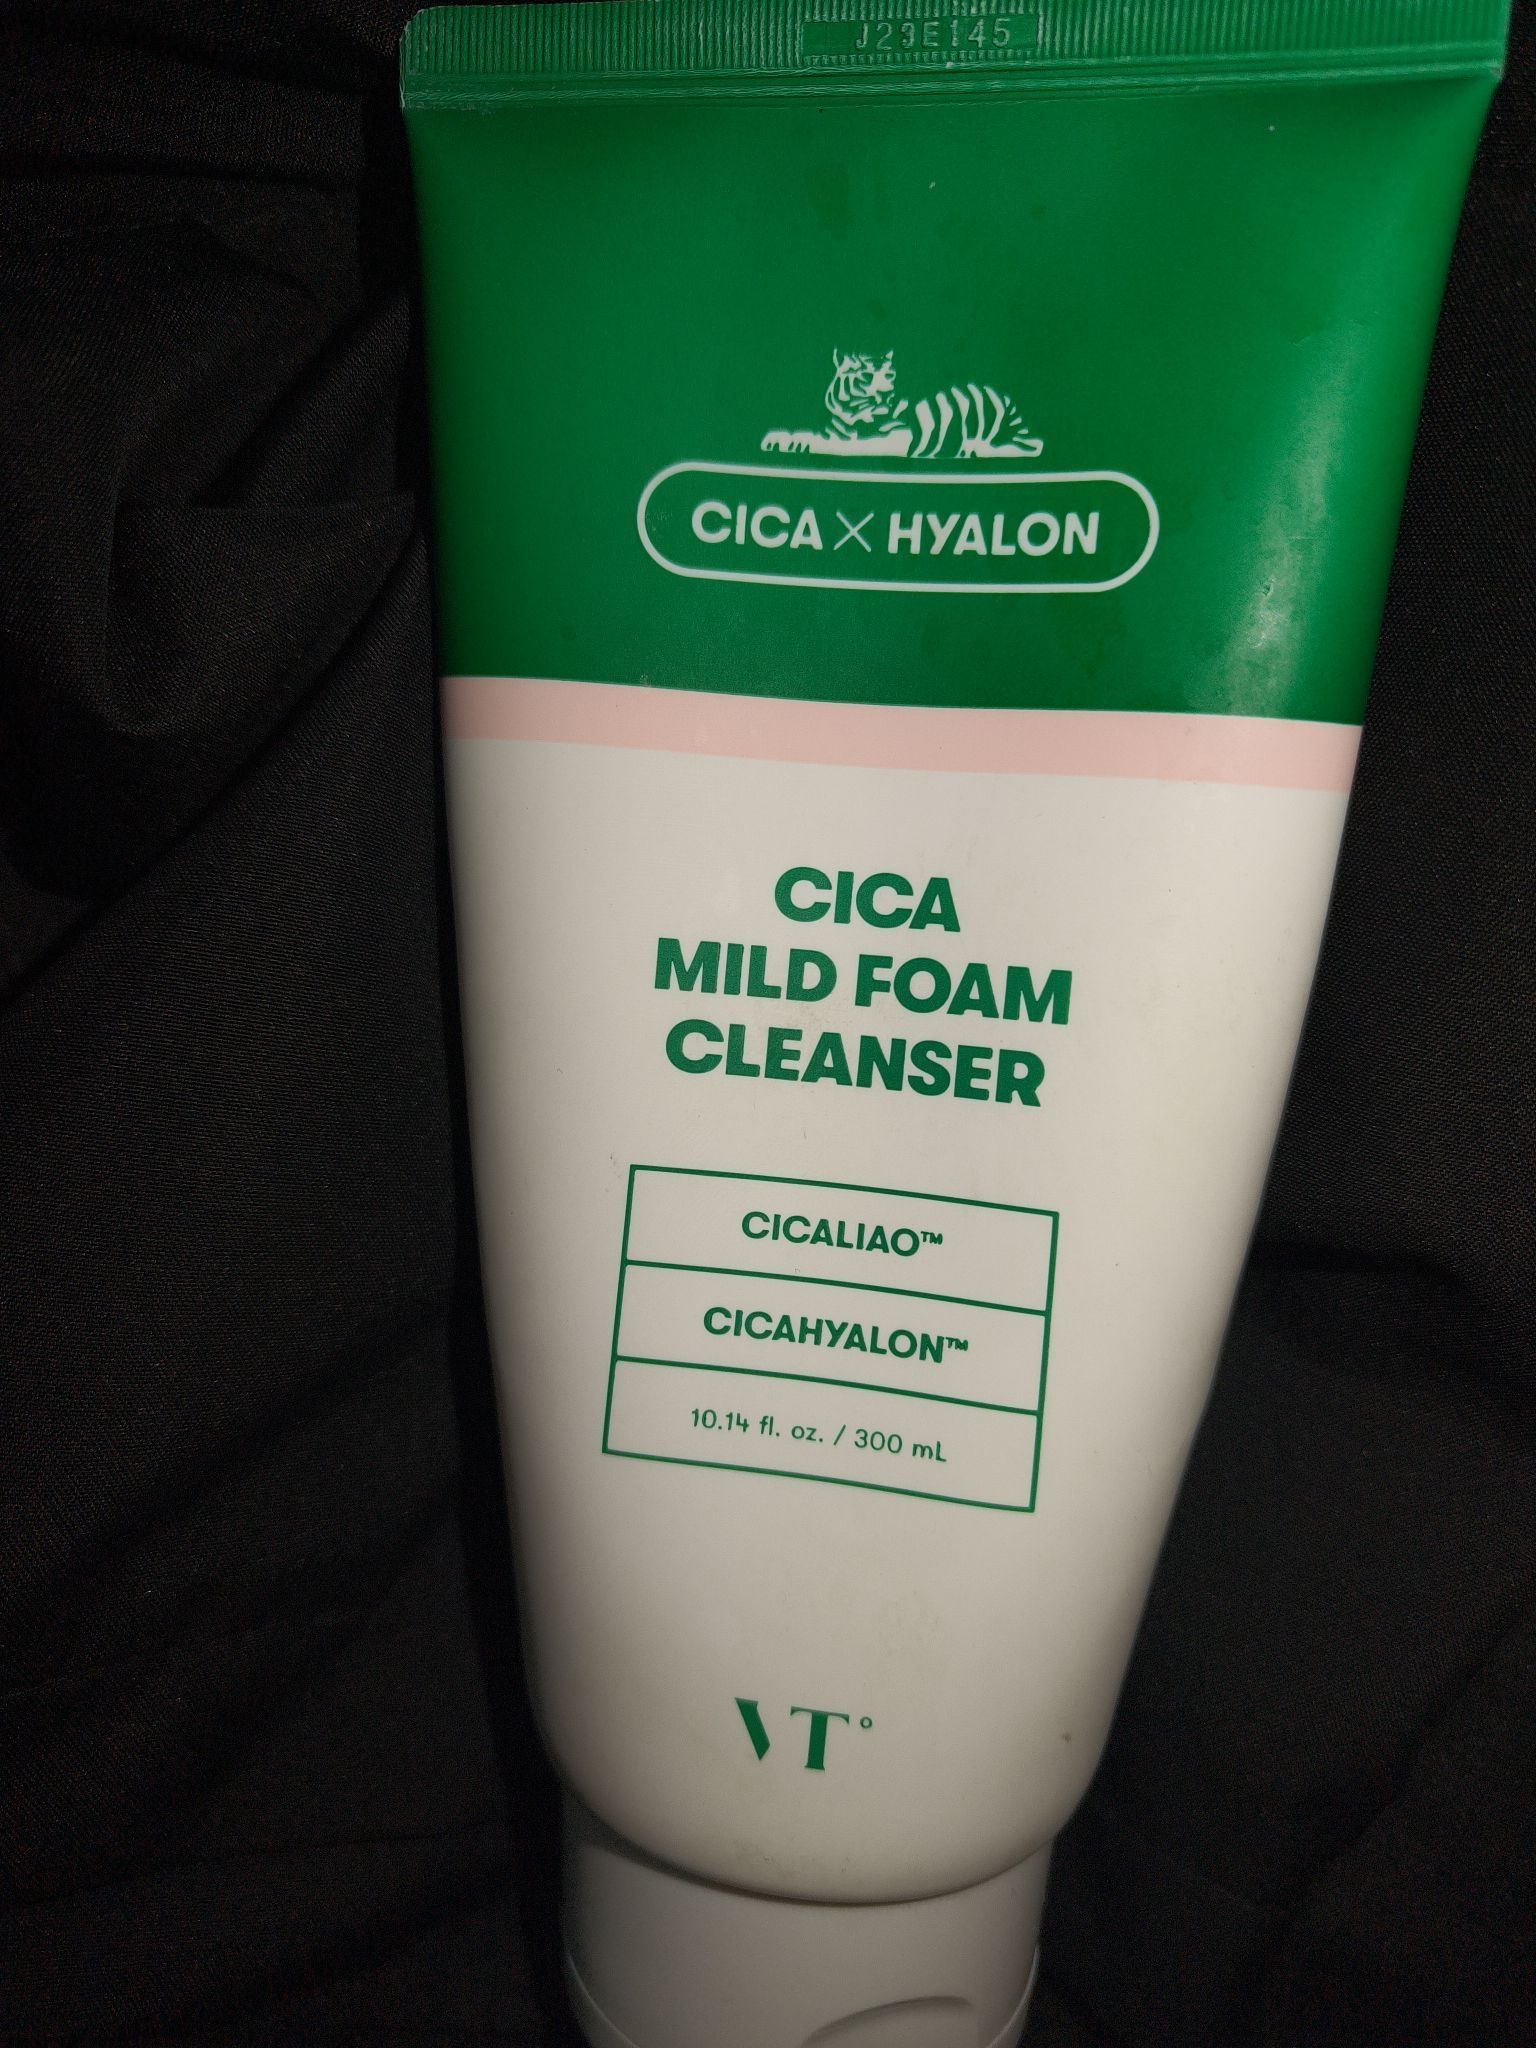 J23E145
CICA X HYALON
CICA
MILD FOAM
CLEANSER
CICALIAO™
CICAHYALON™
10.14 fl. oz. / 300 mL
VT°